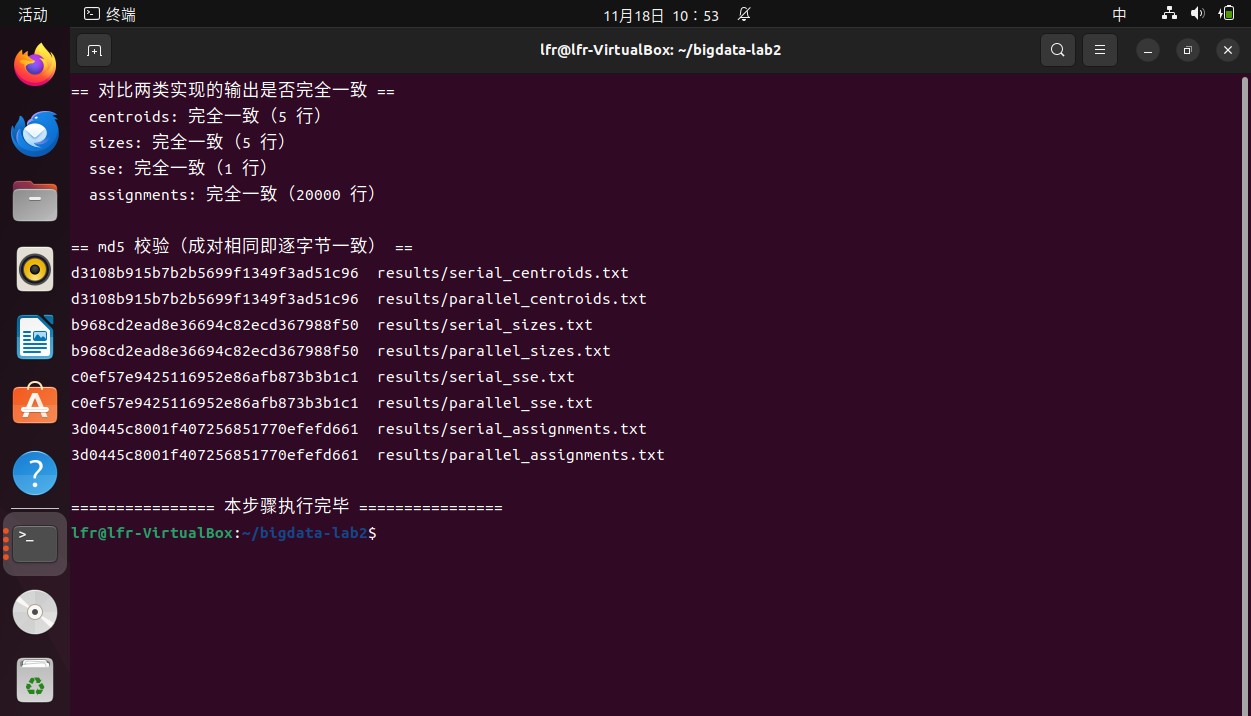 活动 终端 11月18日 10：53 中
lfr@lfr-VirtualBox: ~/bigdata-lab2
== 对比两类实现的输出是否完全一致 ==
centroids: 完全一致（5 行）
sizes: 完全一致（5 行）
sse: 完全一致（1 行）
assignments: 完全一致（20000 行）
== md5 校验（成对相同即逐字节一致） ==
d3108b915b7b2b5699f1349f3ad51c96  results/serial_centroids.txt
d3108b915b7b2b5699f1349f3ad51c96  results/parallel_centroids.txt
b968cd2ead8e36694c82ecd367988f50  results/serial_sizes.txt
b968cd2ead8e36694c82ecd367988f50  results/parallel_sizes.txt
c0ef57e9425116952e86afb873b3b1c1  results/serial_sse.txt
c0ef57e9425116952e86afb873b3b1c1  results/parallel_sse.txt
3d0445c8001f407256851770efefd661  results/serial_assignments.txt
3d0445c8001f407256851770efefd661  results/parallel_assignments.txt
================ 本步骤执行完毕 ================
lfr@lfr-VirtualBox:~/bigdata-lab2$